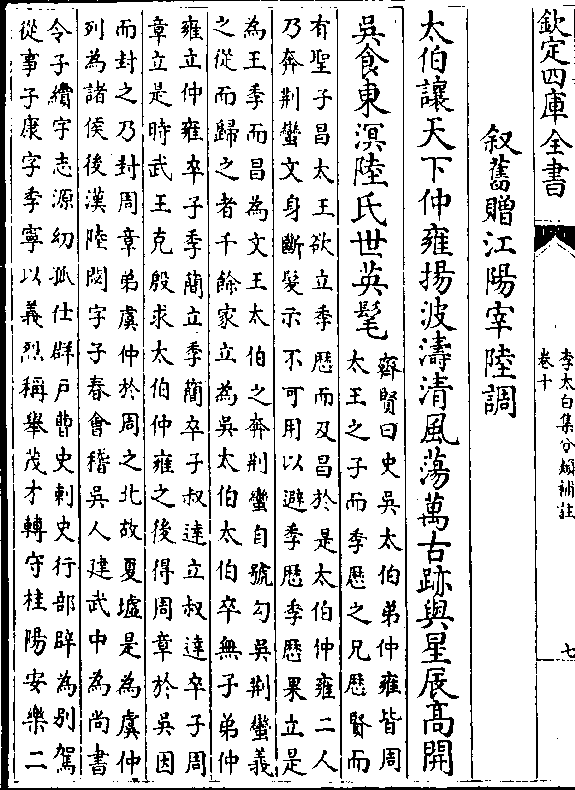 欽定四庫全書
李太白集分類補註
卷十
七
叙舊贈江陽宰陸調
太伯讓天下仲雍揚波濤清風蕩萬古跡與星辰高開
吳食東溟陸氏世英髦
齊賢曰史吳太伯弟仲雍皆周
太王之子而季歷之兄歷賢而
有聖子昌太王欲立季歷而及昌於是太伯仲雍二人
乃奔荆蠻文身斷髮示不可用以避季歷季歷果立是
為王季而昌為文王太伯之奔荆蠻自號勾吳荆蠻義
之從而歸之者千餘家立為吳太伯太伯卒無子弟仲
雍立仲雍卒子季簡立季簡卒子叔達立叔達卒子周
章立是時武王克殷求太伯仲雍之後得周章於吳因
而封之乃封周章弟虞仲於周之北故夏墟是為虞仲
列為諸侯後漢陸閎字子春會稽吳人建武中為尚書
令子續字志源幼孤仕群戸曹史刺史行部辟為别駕
從事子康字季寧以義烈稱舉茂才轉守桂陽安樂二